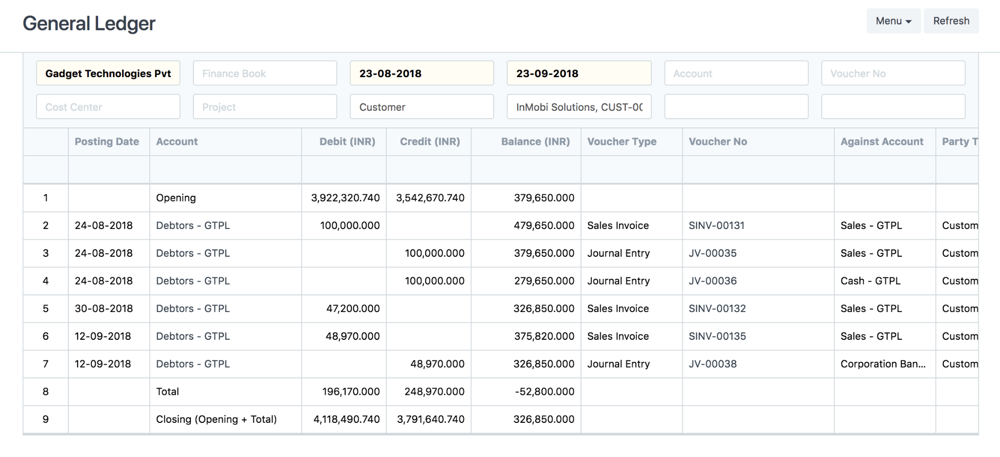 General Ledger
Menu Refresh
Gadget Technologies Pvt Finance Book 23-08-2018 23-09-2018 Account Voucher No
Cost Center Project Customer InMobi Solutions, CUST-00
Posting Date Account Debit (INR) Credit (INR) Balance (INR) Voucher Type Voucher No Against Account Party T
1 Opening 3,922,320.740 3,542,670.740 379,650.000
2 24-08-2018 Debtors - GTPL 100,000.000 479,650.000 Sales Invoice SINV-00131 Sales - GTPL Custom
3 24-08-2018 Debtors - GTPL 100,000.000 379,650.000 Journal Entry JV-00035 Sales - GTPL Custom
4 24-08-2018 Debtors - GTPL 100,000.000 279,650.000 Journal Entry JV-00036 Cash - GTPL Custom
5 30-08-2018 Debtors - GTPL 47,200.000 326,850.000 Sales Invoice SINV-00132 Sales - GTPL Custom
6 12-09-2018 Debtors - GTPL 48,970.000 375,820.000 Sales Invoice SINV-00135 Sales - GTPL Custom
7 12-09-2018 Debtors - GTPL 48,970.000 326,850.000 Journal Entry JV-00038 Corporation Ban... Custom
8 Total 196,170.000 248,970.000 -52,800.000
9 Closing (Opening + Total) 4,118,490.740 3,791,640.740 326,850.000